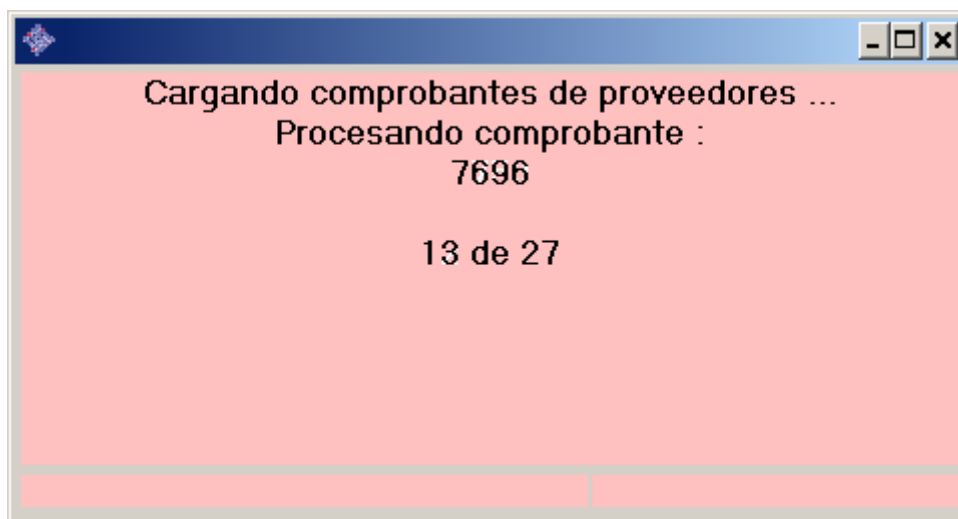 Cargando comprobantes de proveedores ...
Procesando comprobante :
7696
13 de 27